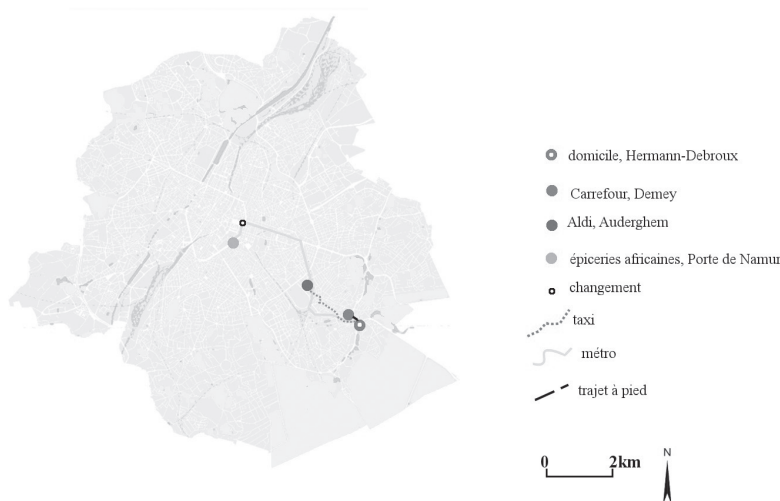 domicile, Hermann-Debroux
Carrefour, Demey
Aldi, Auderghem
épiceries africaines, Porte de Namur
changement
taxi
métro
trajet à pied
0 2km
N